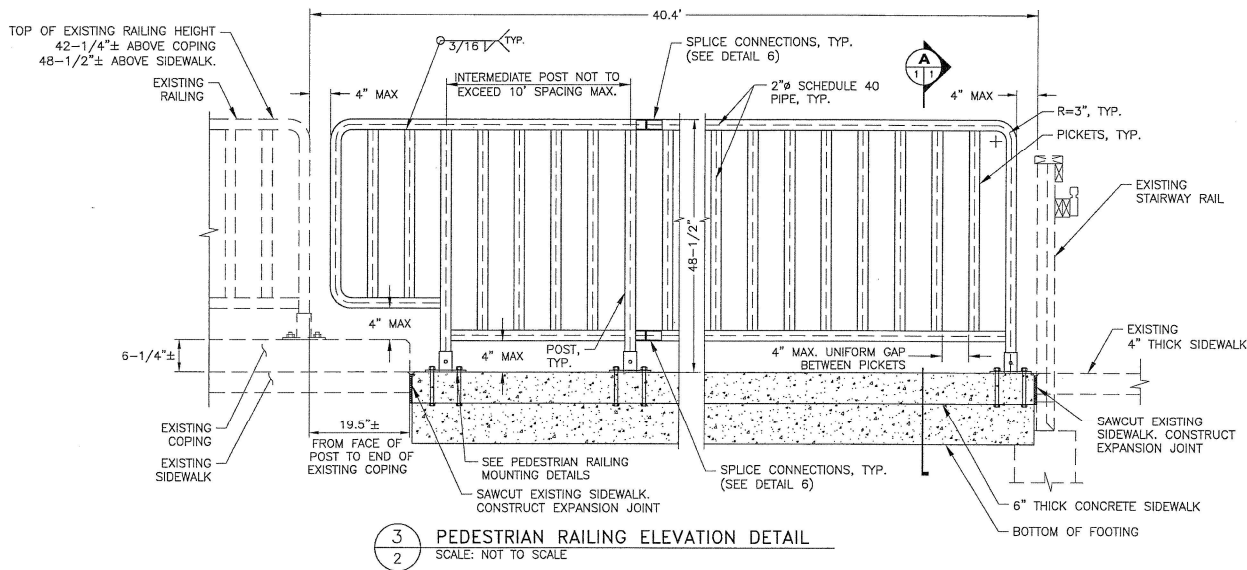 40.4'
TOP OF EXISTING RAILING HEIGHT
42-1/4"± ABOVE COPING
48-1/2"± ABOVE SIDEWALK.
EXISTING
RAILING
4" MAX
3/16
TYP.
INTERMEDIATE POST NOT TO
EXCEED 10' SPACING MAX.
SPLICE CONNECTIONS, TYP.
(SEE DETAIL 6)
2"ø SCHEDULE 40
PIPE, TYP.
A
1 1
4" MAX
R=3", TYP.
PICKETS, TYP.
EXISTING
STAIRWAY RAIL
48-1/2"
4" MAX
6-1/4"±
4" MAX
POST,
TYP.
4" MAX. UNIFORM GAP
BETWEEN PICKETS
EXISTING
4" THICK SIDEWALK
EXISTING
COPING
EXISTING
SIDEWALK
19.5"±
FROM FACE OF
POST TO END OF
EXISTING COPING
SEE PEDESTRIAN RAILING
MOUNTING DETAILS
SAWCUT EXISTING SIDEWALK.
CONSTRUCT EXPANSION JOINT
SPLICE CONNECTIONS, TYP.
(SEE DETAIL 6)
SAWCUT EXISTING
SIDEWALK. CONSTRUCT
EXPANSION JOINT
6" THICK CONCRETE SIDEWALK
BOTTOM OF FOOTING
3
2
PEDESTRIAN RAILING ELEVATION DETAIL
SCALE: NOT TO SCALE